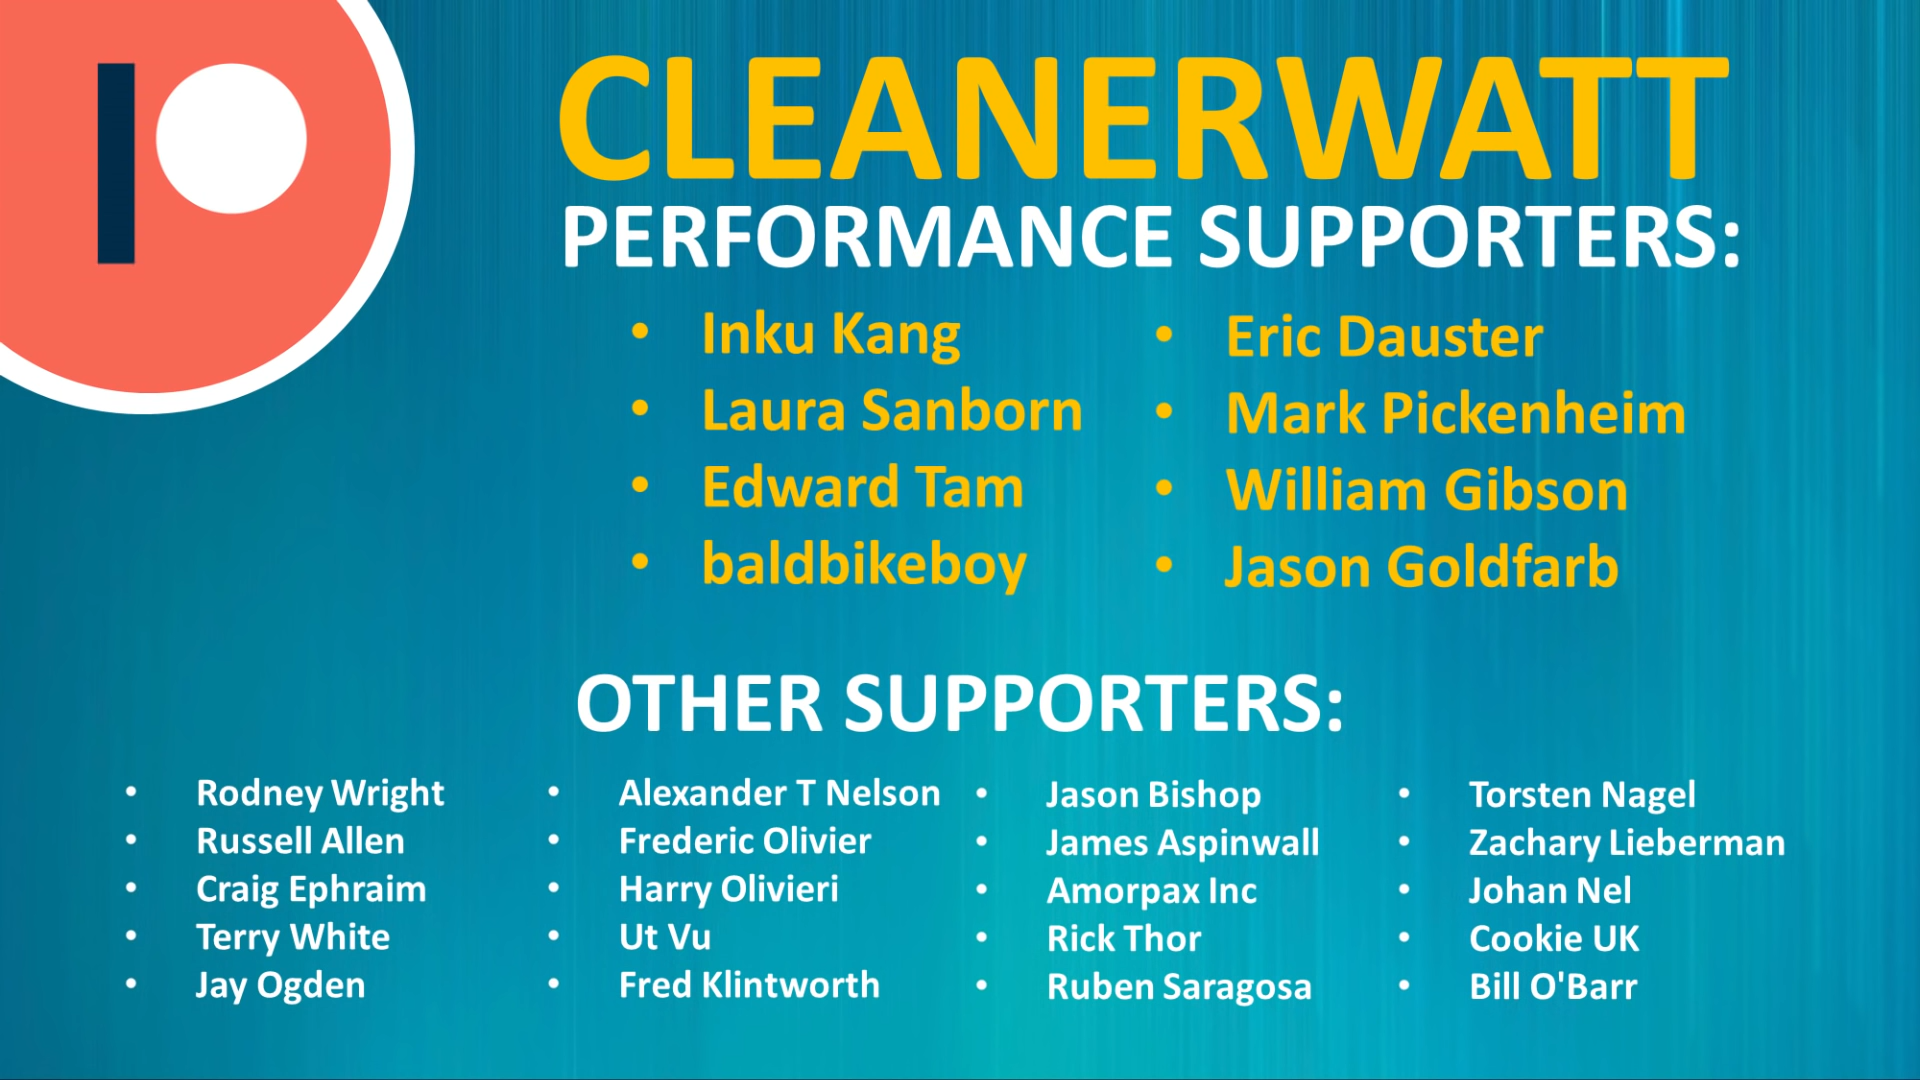 CLEANERWATT
PERFORMANCE SUPPORTERS:
• Inku Kang
• Laura Sanborn
• Edward Tam
• baldbikeboy
• Eric Dauster
• Mark Pickenheim
• William Gibson
• Jason Goldfarb
OTHER SUPPORTERS:
• Rodney Wright
• Russell Allen
• Craig Ephraim
• Terry White
• Jay Ogden
• Alexander T Nelson
• Frederic Olivier
• Harry Olivieri
• Ut Vu
• Fred Klintworth
• Jason Bishop
• James Aspinwall
• Amorpax Inc
• Rick Thor
• Ruben Saragosa
• Torsten Nagel
• Zachary Lieberman
• Johan Nel
• Cookie UK
• Bill O'Barr